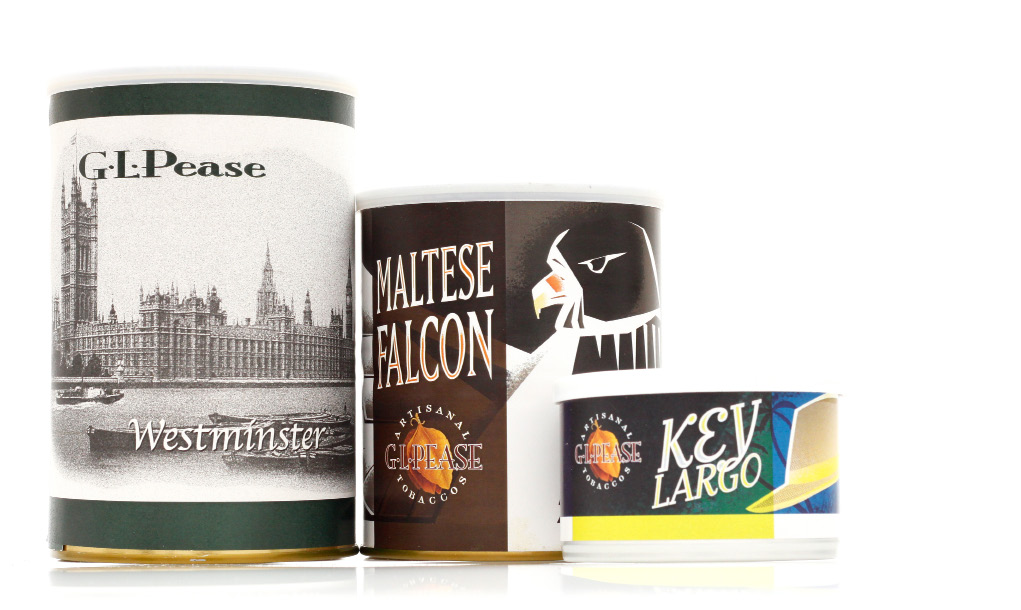 G·L·Pease
Westminster
MALTESE
FALCON
ARTISANAL
G·L·PEASE
TOBACCOS
ARTISANAL
G·L·PEASE
TOBACCOS
KEY
LARGO